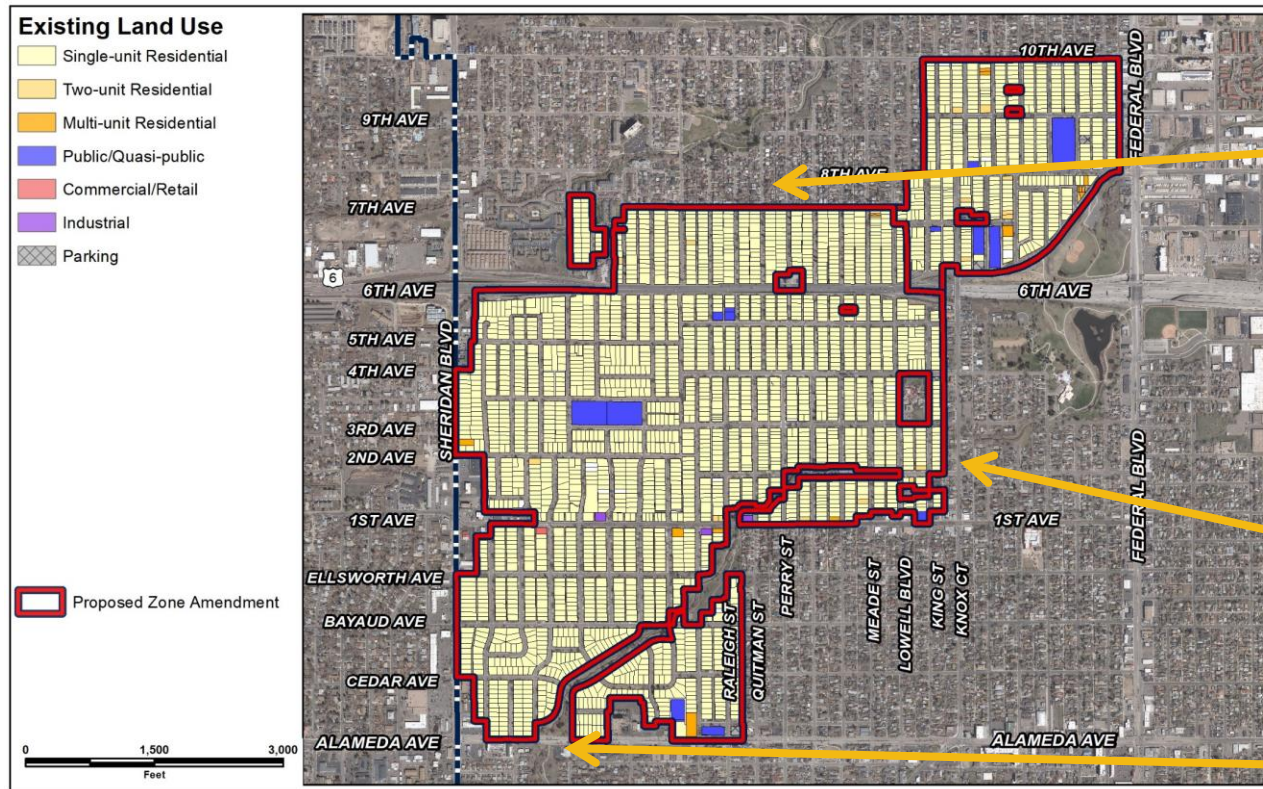 Existing Land Use
Single-unit Residential
Two-unit Residential
Multi-unit Residential
Public/Quasi-public
Commercial/Retail
Industrial
Parking
Proposed Zone Amendment
0 1,500 3,000
Feet
10TH AVE
FEDERAL BLVD
9TH AVE
8TH AVE
7TH AVE
6
6TH AVE
6TH AVE
5TH AVE
SHERIDAN BLVD
4TH AVE
3RD AVE
2ND AVE
FEDERAL BLVD
1ST AVE
1ST AVE
PERRY ST
MEADE ST
LOWELL BLVD
KING ST
KNOX CT
ELLSWORTH AVE
BAYAUD AVE
RALEIGH ST
QUITMAN ST
CEDAR AVE
ALAMEDA AVE
ALAMEDA AVE